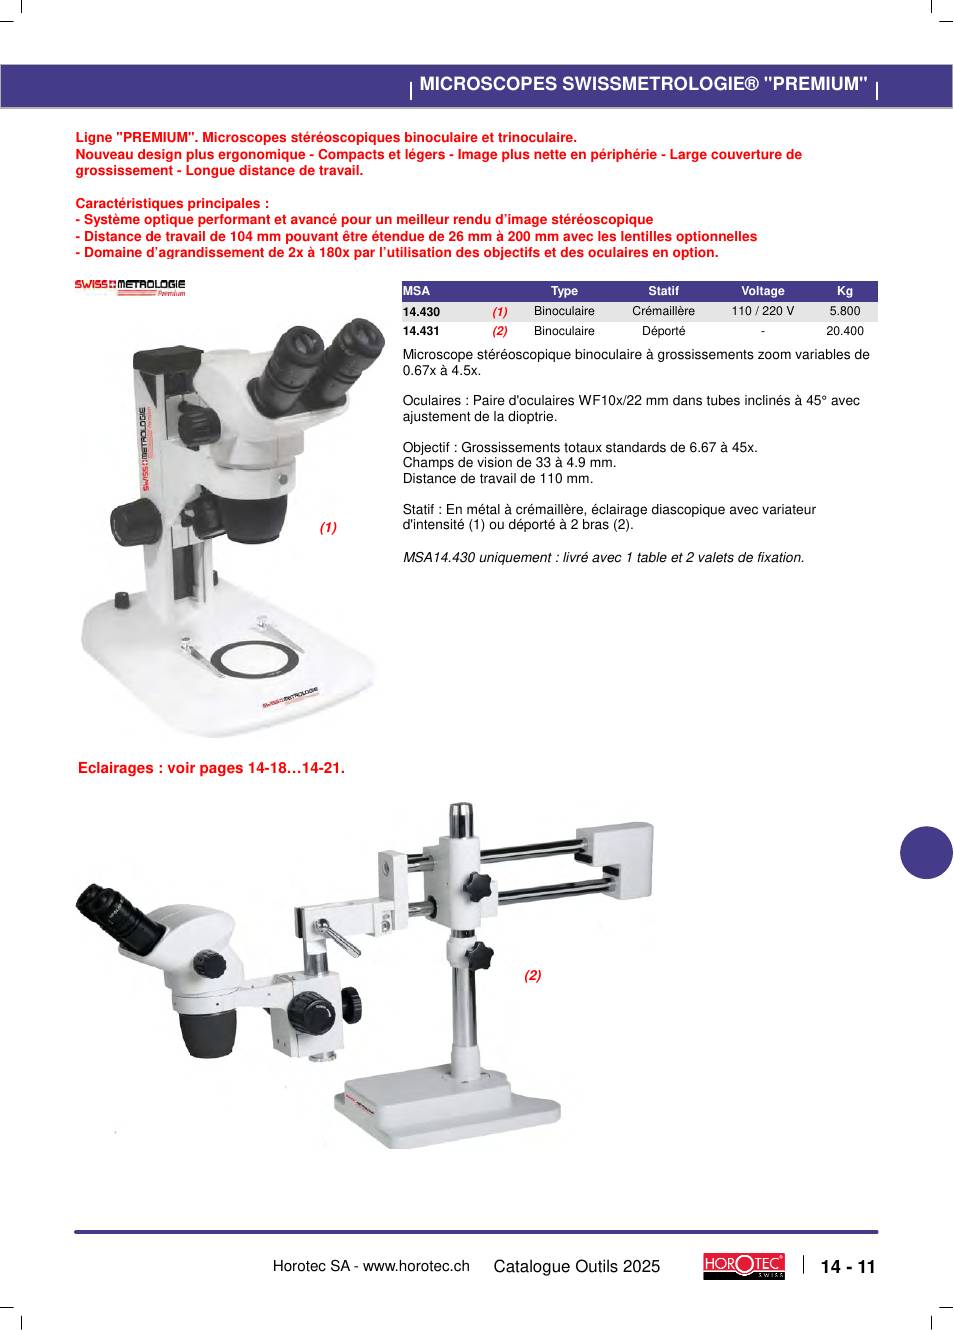 MICROSCOPES SWISSMETROLOGIE® "PREMIUM"
Ligne "PREMIUM". Microscopes stéréoscopiques binoculaire et trinoculaire.
Nouveau design plus ergonomique - Compacts et légers - Image plus nette en périphérie - Large couverture de
grossissement - Longue distance de travail.
Caractéristiques principales :
- Système optique performant et avancé pour un meilleur rendu d’image stéréoscopique
- Distance de travail de 104 mm pouvant être étendue de 26 mm à 200 mm avec les lentilles optionnelles
- Domaine d’agrandissement de 2x à 180x par l’utilisation des objectifs et des oculaires en option.
SWISS METROLOGIE
Premium
MSA Type Statif Voltage Kg
14.430 (1) Binoculaire Crémaillère 110 / 220 V 5.800
14.431 (2) Binoculaire Déporté - 20.400
Microscope stéréoscopique binoculaire à grossissements zoom variables de
0.67x à 4.5x.
Oculaires : Paire d'oculaires WF10x/22 mm dans tubes inclinés à 45° avec
ajustement de la dioptrie.
Objectif : Grossissements totaux standards de 6.67 à 45x.
Champs de vision de 33 à 4.9 mm.
Distance de travail de 110 mm.
Statif : En métal à crémaillère, éclairage diascopique avec variateur
d'intensité (1) ou déporté à 2 bras (2).
MSA14.430 uniquement : livré avec 1 table et 2 valets de fixation.
SWISS METROLOGIE
(1)
SWISS METROLOGIE
Eclairages : voir pages 14-18…14-21.
(2)
Horotec SA - www.horotec.ch Catalogue Outils 2025 HOROTEC® SWISS 14 - 11